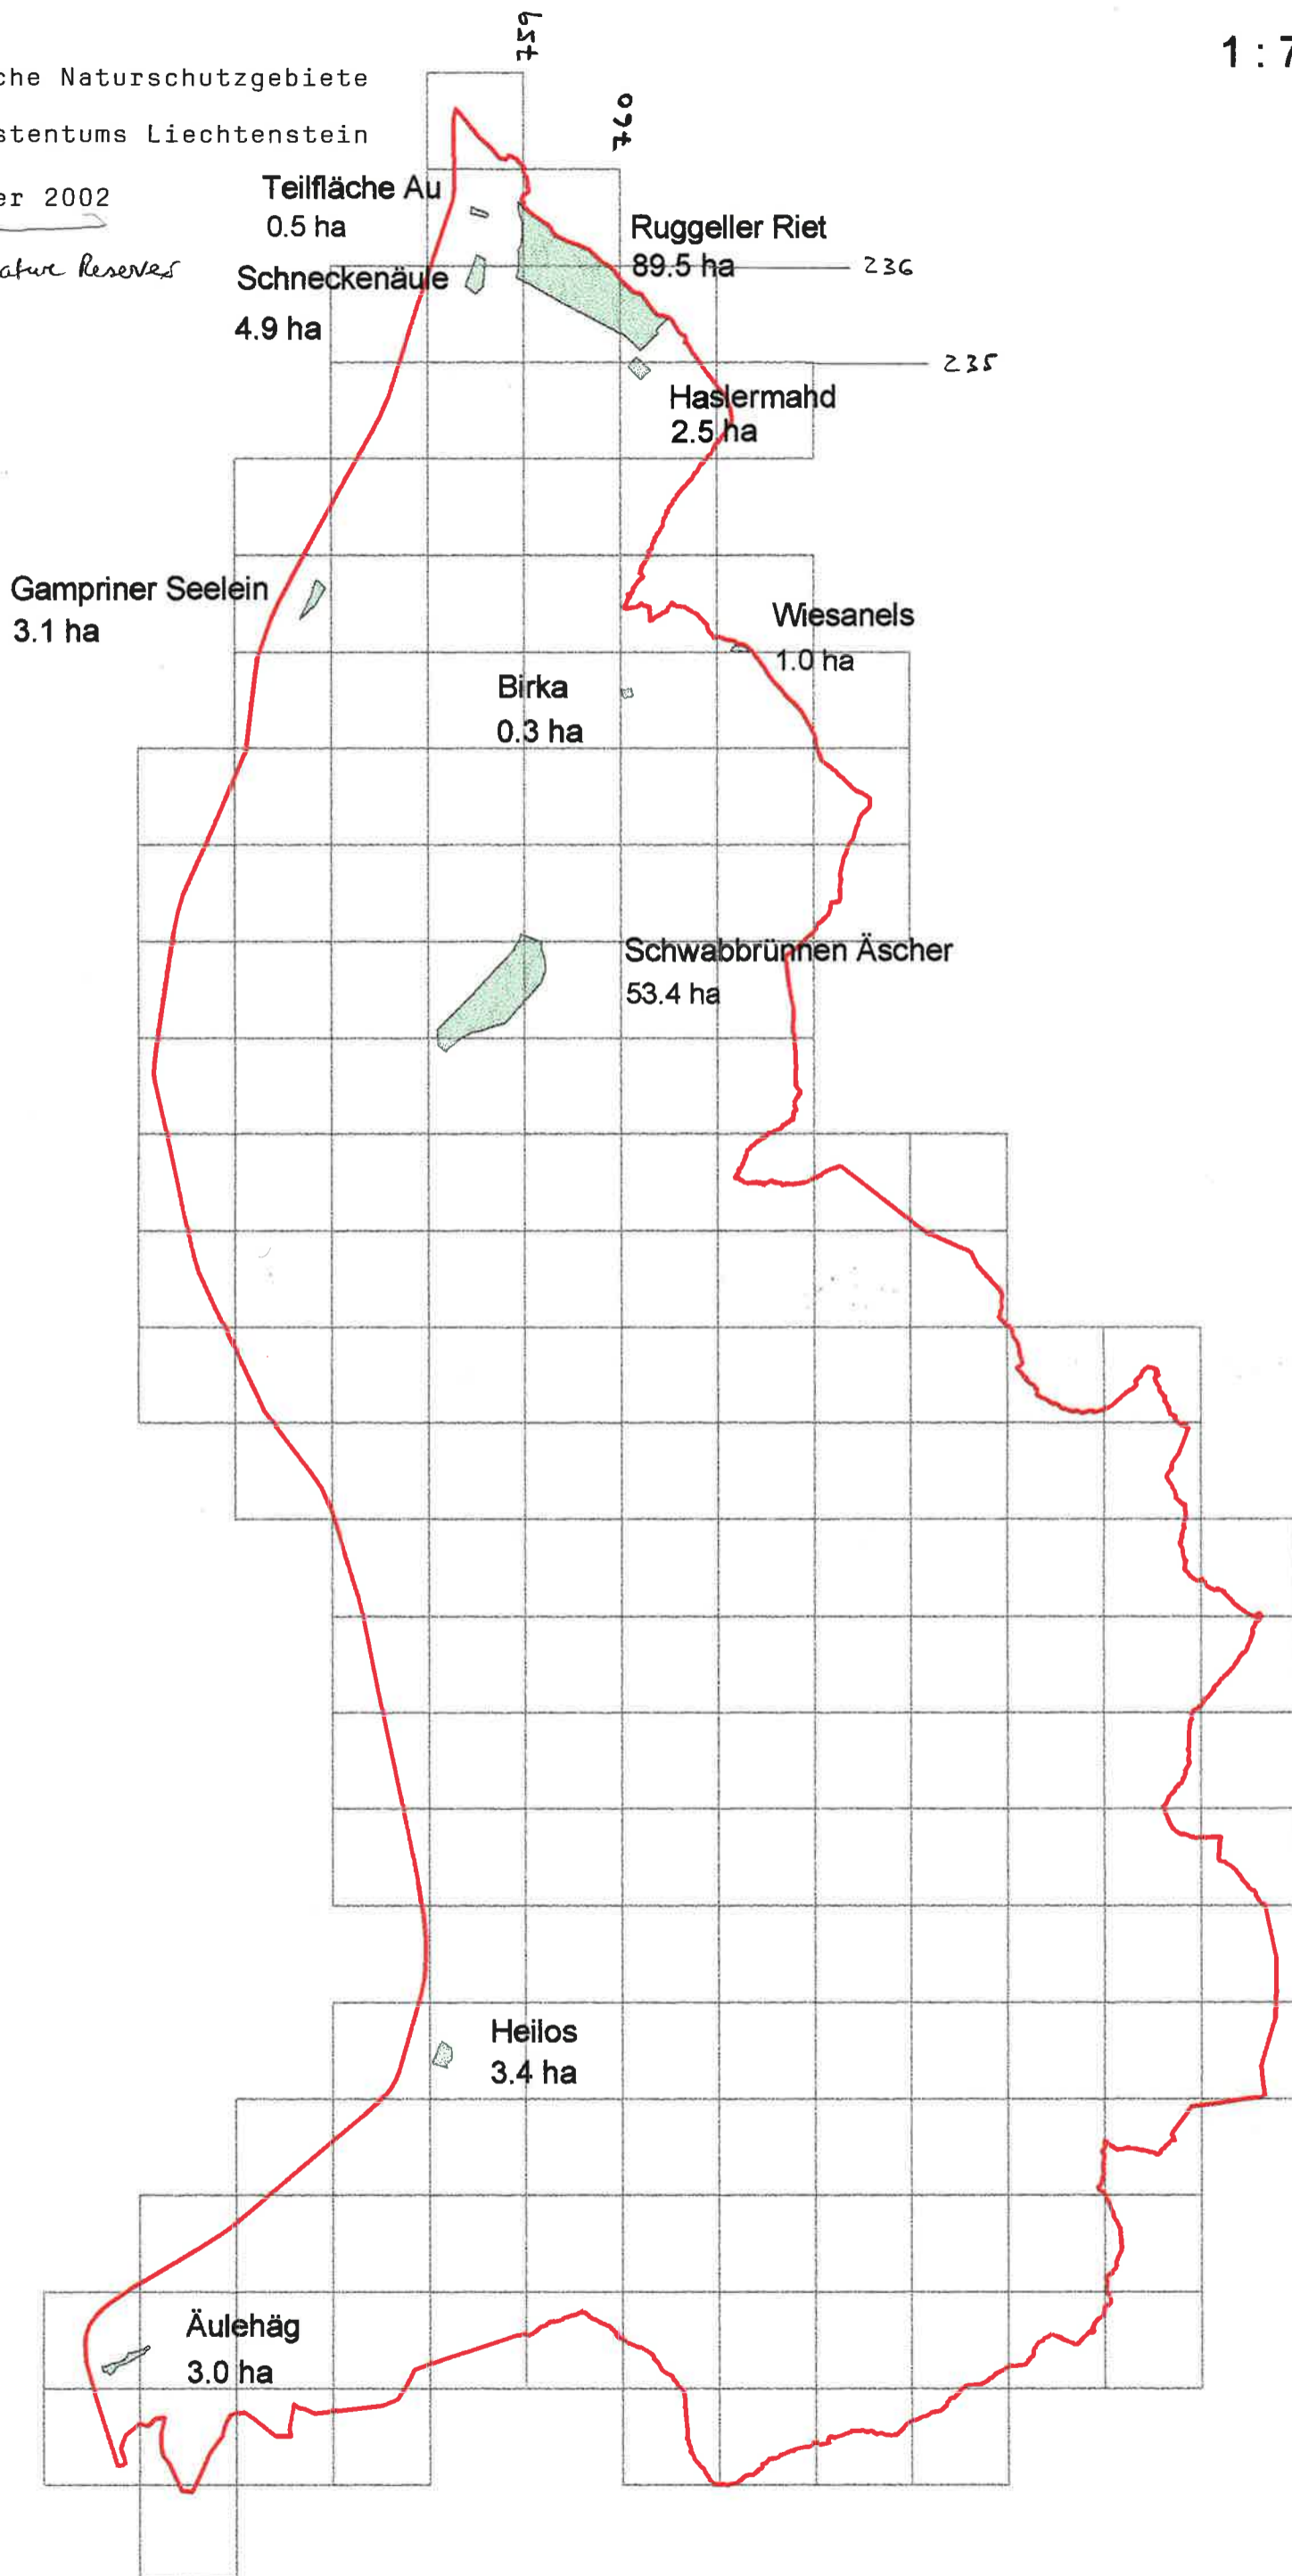 759
1 : 7
che Naturschutzgebiete
760
stentums Liechtenstein
er 2002
Teilfläche Au
0.5 ha
Ruggeller Riet
89.5 ha
236
ature Reserves
Schneckenäule
4.9 ha
235
Haslermahd
2.5 ha
Gampriner Seelein
3.1 ha
Wiesanels
1.0 ha
Birka
0.3 ha
Schwabbrünnen Äscher
53.4 ha
Heilos
3.4 ha
Äulehäg
3.0 ha